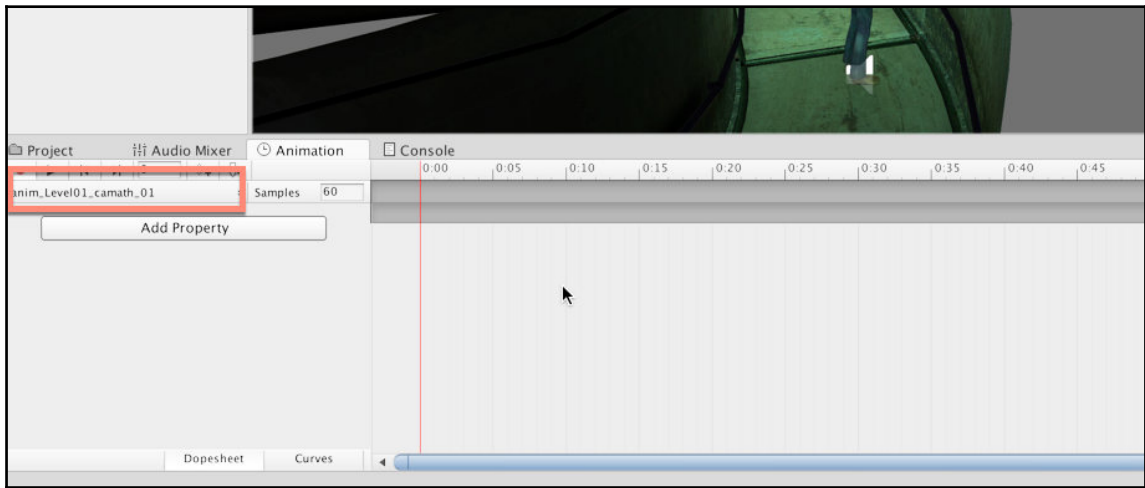 Project Audio Mixer Animation Console
0:00 0:05 0:10 0:15 0:20 0:25 0:30 0:35 0:40 0:45
anim_Level01_camath_01 Samples 60
Add Property
Dopesheet Curves